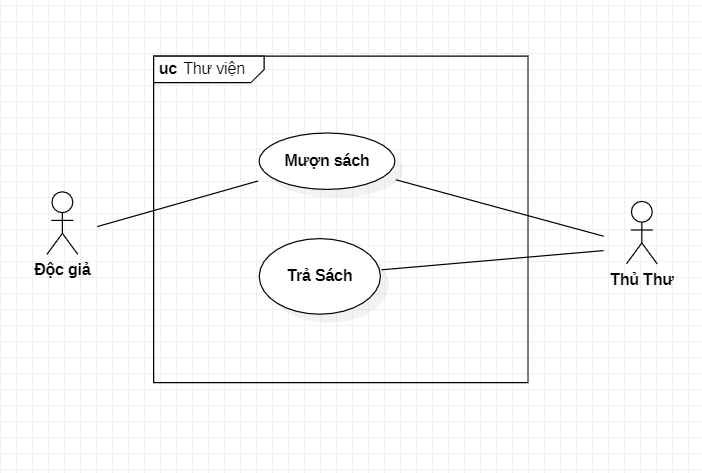 uc Thư viện
Mượn sách
Độc giả
Trả Sách
Thủ Thư